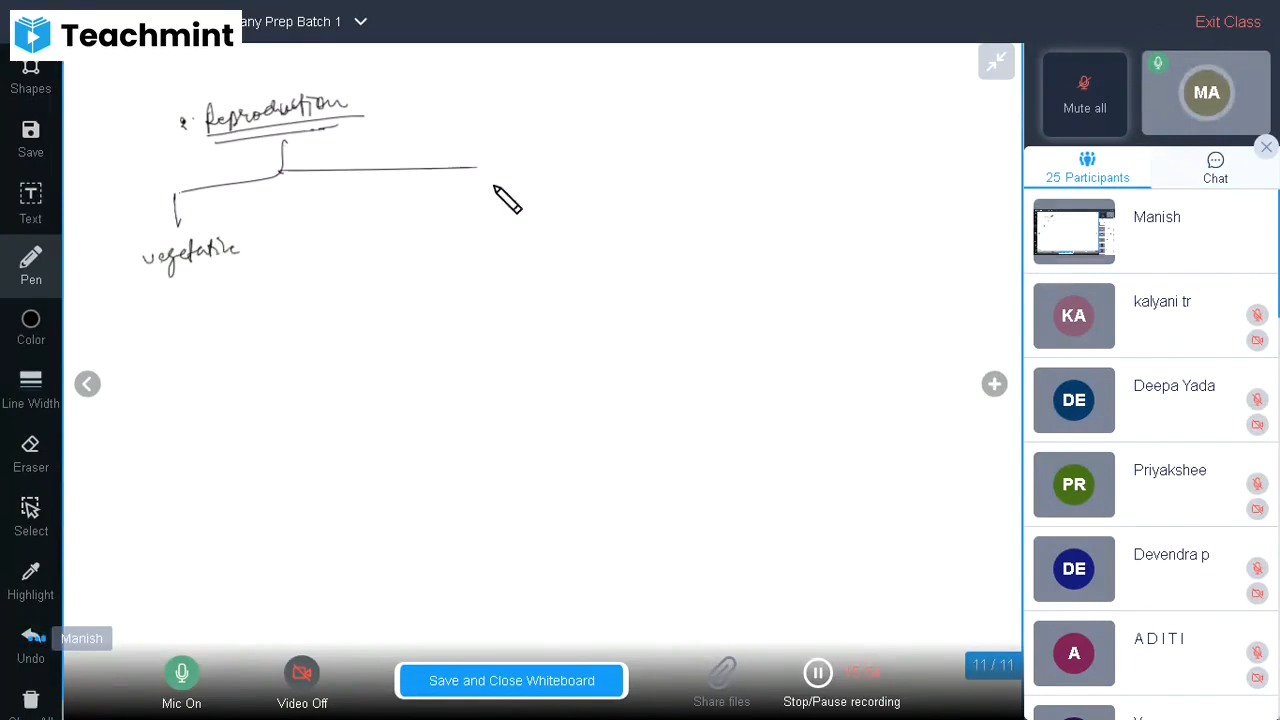 Teachmint
any Prep Batch 1
Exit Class
Shapes
Save
Text
Pen
Color
Line Width
Eraser
Select
Highlight
Undo
Reproduction
vegetative
Mute all
MA
25 Participants
Chat
Manish
KA kalyani tr
DE Deepa Yada
PR Priyakshee
DE Devendra p
A A D I T I
Manish
Mic On
Video Off
Save and Close Whiteboard
Share files
Stop/Pause recording
11 / 11